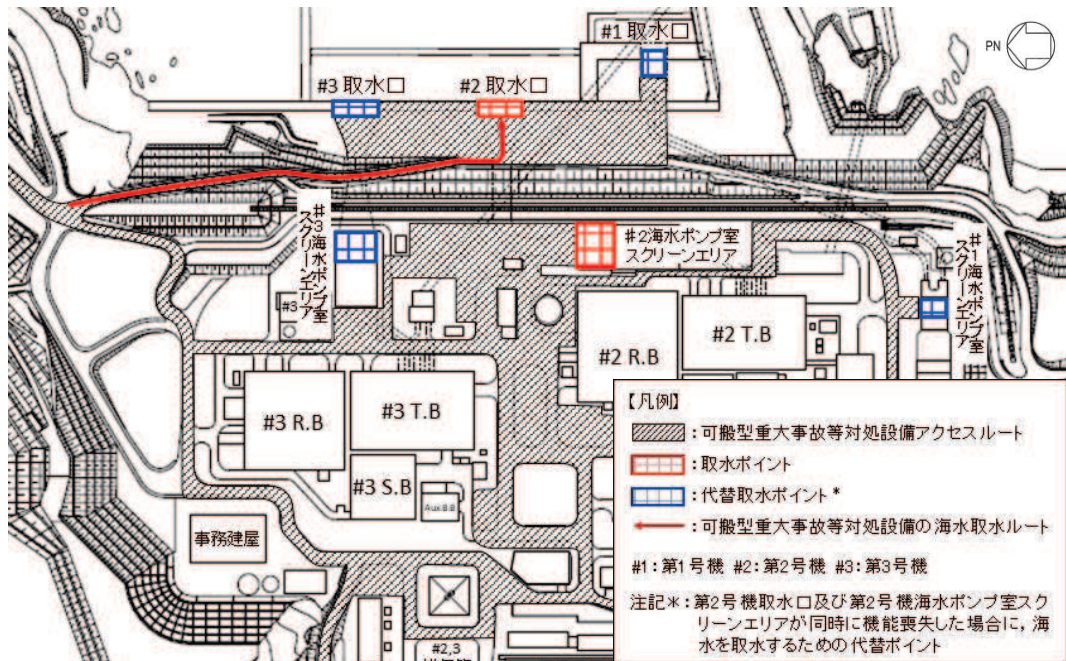 #1 取水口
PN
#3 取水口
#2 取水口
#3海水ポンプ室
スクリーンエリア
#2海水ポンプ室
スクリーンエリア
#1海水ポンプ室
スクリーンエリア
#3
#2 R.B
#2 T.B
#3 R.B
#3 T.B
#3 S.B
Aux.B.B
事務建屋
#2,3
【凡例】
:可搬型重大事故等対処設備アクセスルート
:取水ポイント
:代替取水ポイント*
:可搬型重大事故等対処設備の海水取水ルート
#1:第1号機 #2:第2号機 #3:第3号機
注記*:第2号機取水口及び第2号機海水ポンプ室スク
リーンエリアが同時に機能喪失した場合に,海
水を取水するための代替ポイント